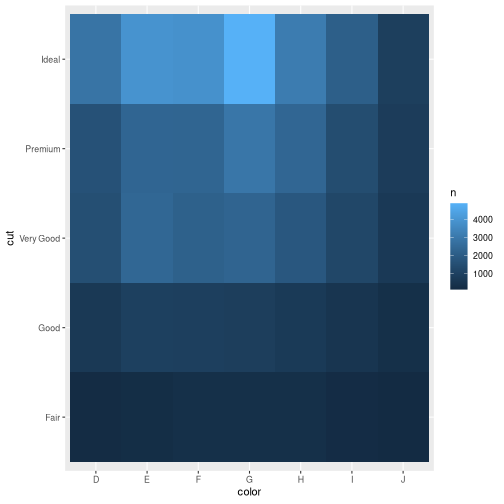 Ideal
Premium
Very Good
Good
Fair
cut
D E F G H I J
color
n
4000
3000
2000
1000